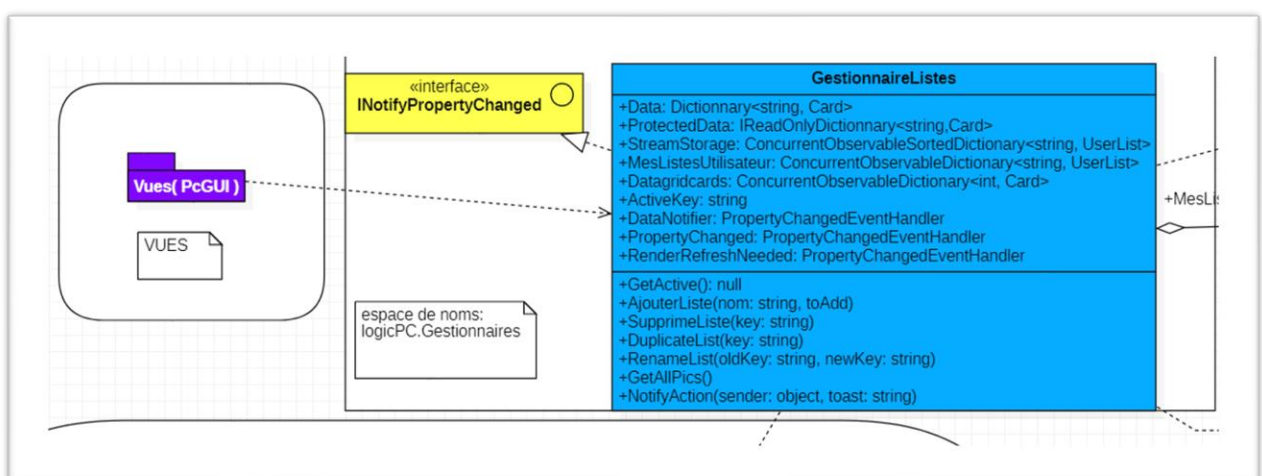 «interface»
INotifyPropertyChanged
Vues( PcGUI )
VUES
espace de noms:
logicPC.Gestionnaires
GestionnaireListes
+Data: Dictionnary<string, Card>
+ProtectedData: IReadOnlyDictionnary<string,Card>
+StreamStorage: ConcurrentObservableSortedDictionary<string, UserList>
+MesListesUtilisateur: ConcurrentObservableDictionary<string, UserList>
+Datagridcards: ConcurrentObservableDictionary<int, Card>
+ActiveKey: string
+DataNotifier: PropertyChangedEventHandler
+PropertyChanged: PropertyChangedEventHandler
+RenderRefreshNeeded: PropertyChangedEventHandler
+GetActive(): null
+AjouterListe(nom: string, toAdd)
+SupprimeListe(key: string)
+DuplicateList(key: string)
+RenameList(oldKey: string, newKey: string)
+GetAllPics()
+NotifyAction(sender: object, toast: string)